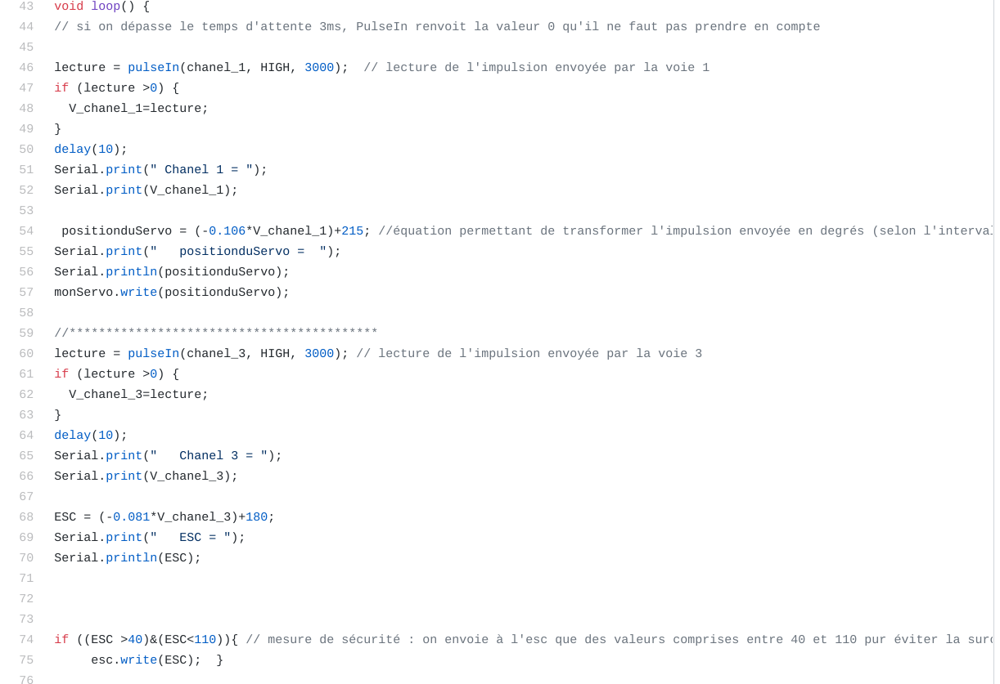 43 void loop() {
44 // si on dépasse le temps d'attente 3ms, PulseIn renvoit la valeur 0 qu'il ne faut pas prendre en compte
45
46 lecture = pulseIn(chanel_1, HIGH, 3000);  // lecture de l'impulsion envoyée par la voie 1
47 if (lecture >0) {
48   V_chanel_1=lecture;
49 }
50 delay(10);
51 Serial.print(" Chanel 1 = ");
52 Serial.print(V_chanel_1);
53
54  positionduServo = (-0.106*V_chanel_1)+215; //équation permettant de transformer l'impulsion envoyée en degrés (selon
55 Serial.print("   positionduServo =  ");
56 Serial.println(positionduServo);
57 monServo.write(positionduServo);
58
59 //******************************************
60 lecture = pulseIn(chanel_3, HIGH, 3000); // lecture de l'impulsion envoyée par la voie 3
61 if (lecture >0) {
62   V_chanel_3=lecture;
63 }
64 delay(10);
65 Serial.print("   Chanel 3 = ");
66 Serial.print(V_chanel_3);
67
68 ESC = (-0.081*V_chanel_3)+180;
69 Serial.print("   ESC = ");
70 Serial.println(ESC);
71
72
73
74 if ((ESC >40)&(ESC<110)){ // mesure de sécurité : on envoie à l'esc que des valeurs comprises entre 40 et 110 pur éviter la
75      esc.write(ESC);  }
76